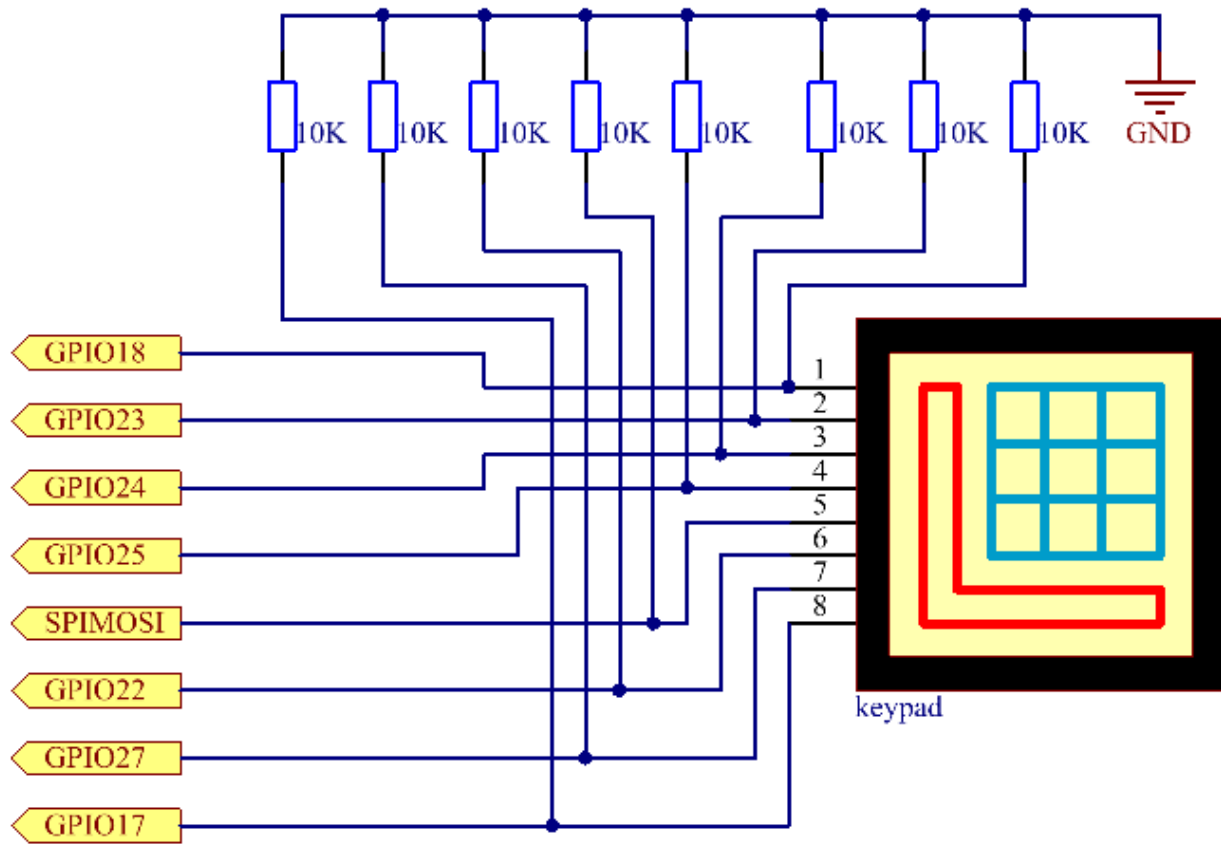 10K 10K 10K 10K 10K 10K 10K 10K
GND
GPIO18
GPIO23
GPIO24
GPIO25
SPIMOSI
GPIO22
GPIO27
GPIO17
1
2
3
4
5
6
7
8
keypad